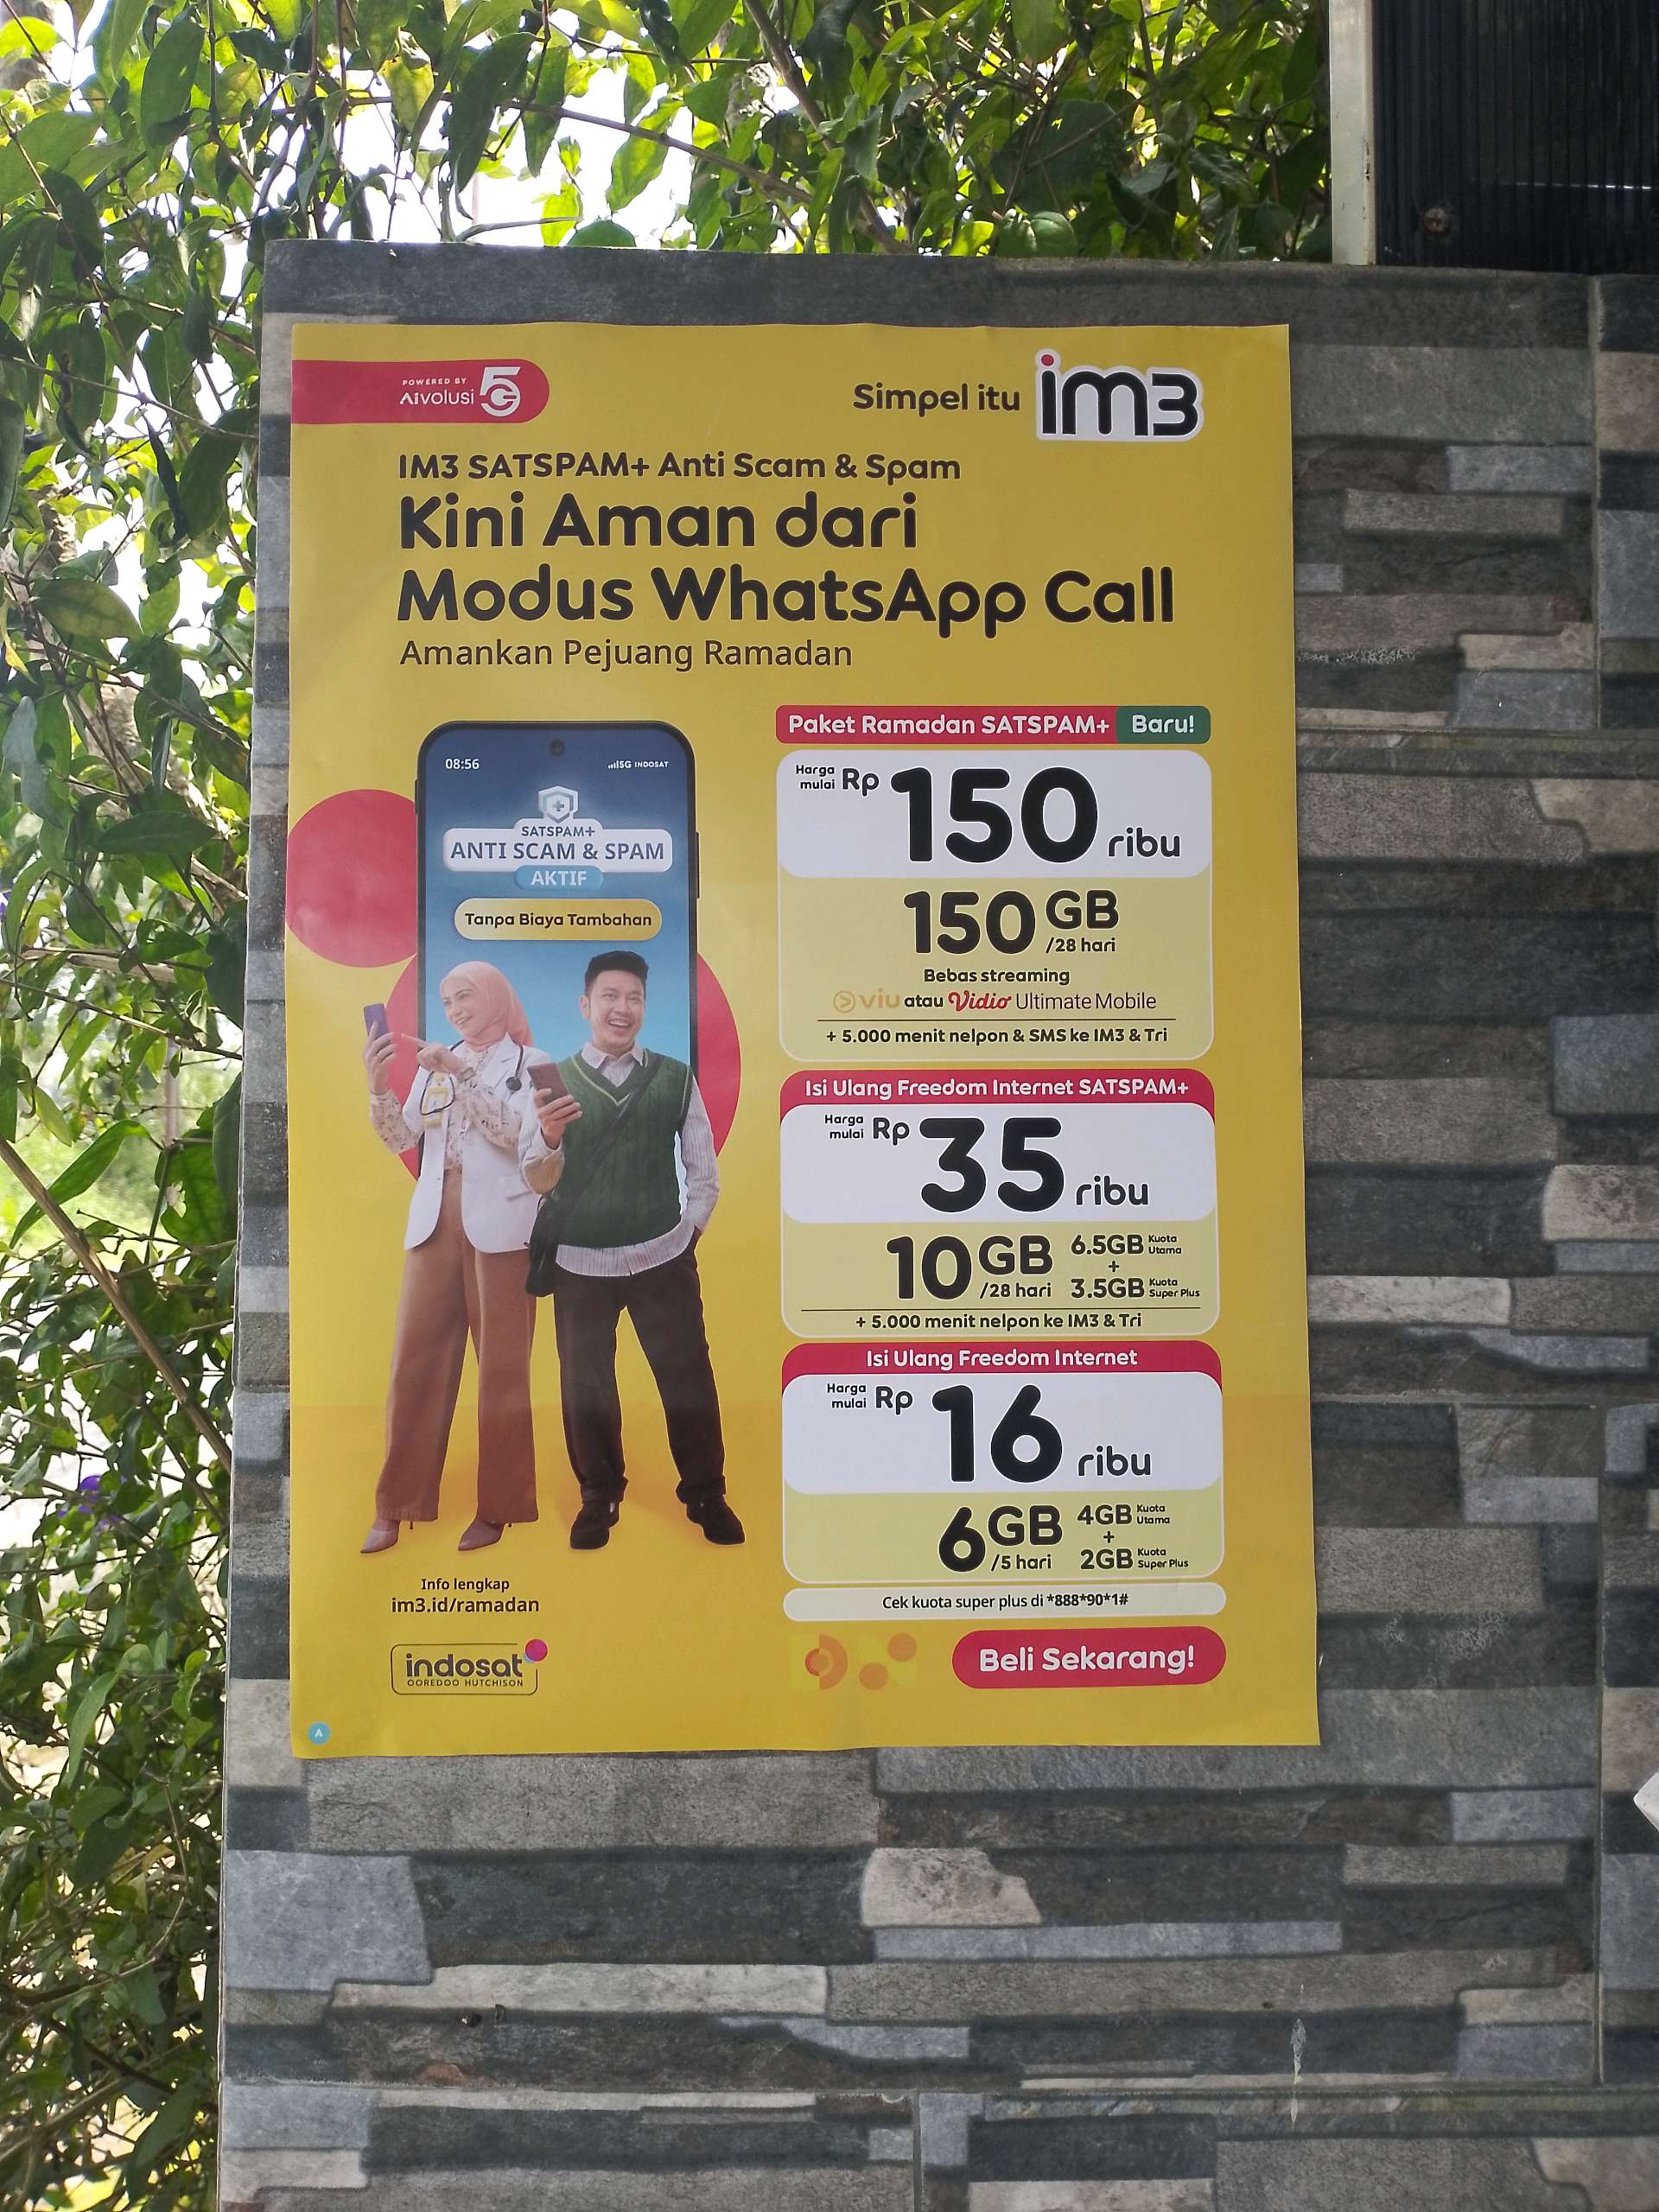 POWERED BY
AIvolusi 5G
Simpel itu im3
IM3 SATSPAM+ Anti Scam & Spam
Kini Aman dari
Modus WhatsApp Call
Amankan Pejuang Ramadan
08:56
5G INDOSAT
SATSPAM+
ANTI SCAM & SPAM
AKTIF
Tanpa Biaya Tambahan
Paket Ramadan SATSPAM+ Baru!
Harga mulai Rp 150 ribu
150 GB
/28 hari
Bebas streaming
viu atau Vidio Ultimate Mobile
+ 5.000 menit nelpon & SMS ke IM3 & Tri
Isi Ulang Freedom Internet SATSPAM+
Harga mulai Rp 35 ribu
10 GB
/28 hari
6.5GB Kuota Utama
+
3.5GB Kuota Super Plus
+ 5.000 menit nelpon ke IM3 & Tri
Isi Ulang Freedom Internet
Harga mulai Rp 16 ribu
6 GB
/5 hari
4GB Kuota Utama
+
2GB Kuota Super Plus
Cek kuota super plus di *888*90*1#
Info lengkap
im3.id/ramadan
indosat
OOREDOO HUTCHISON
Beli Sekarang!
A